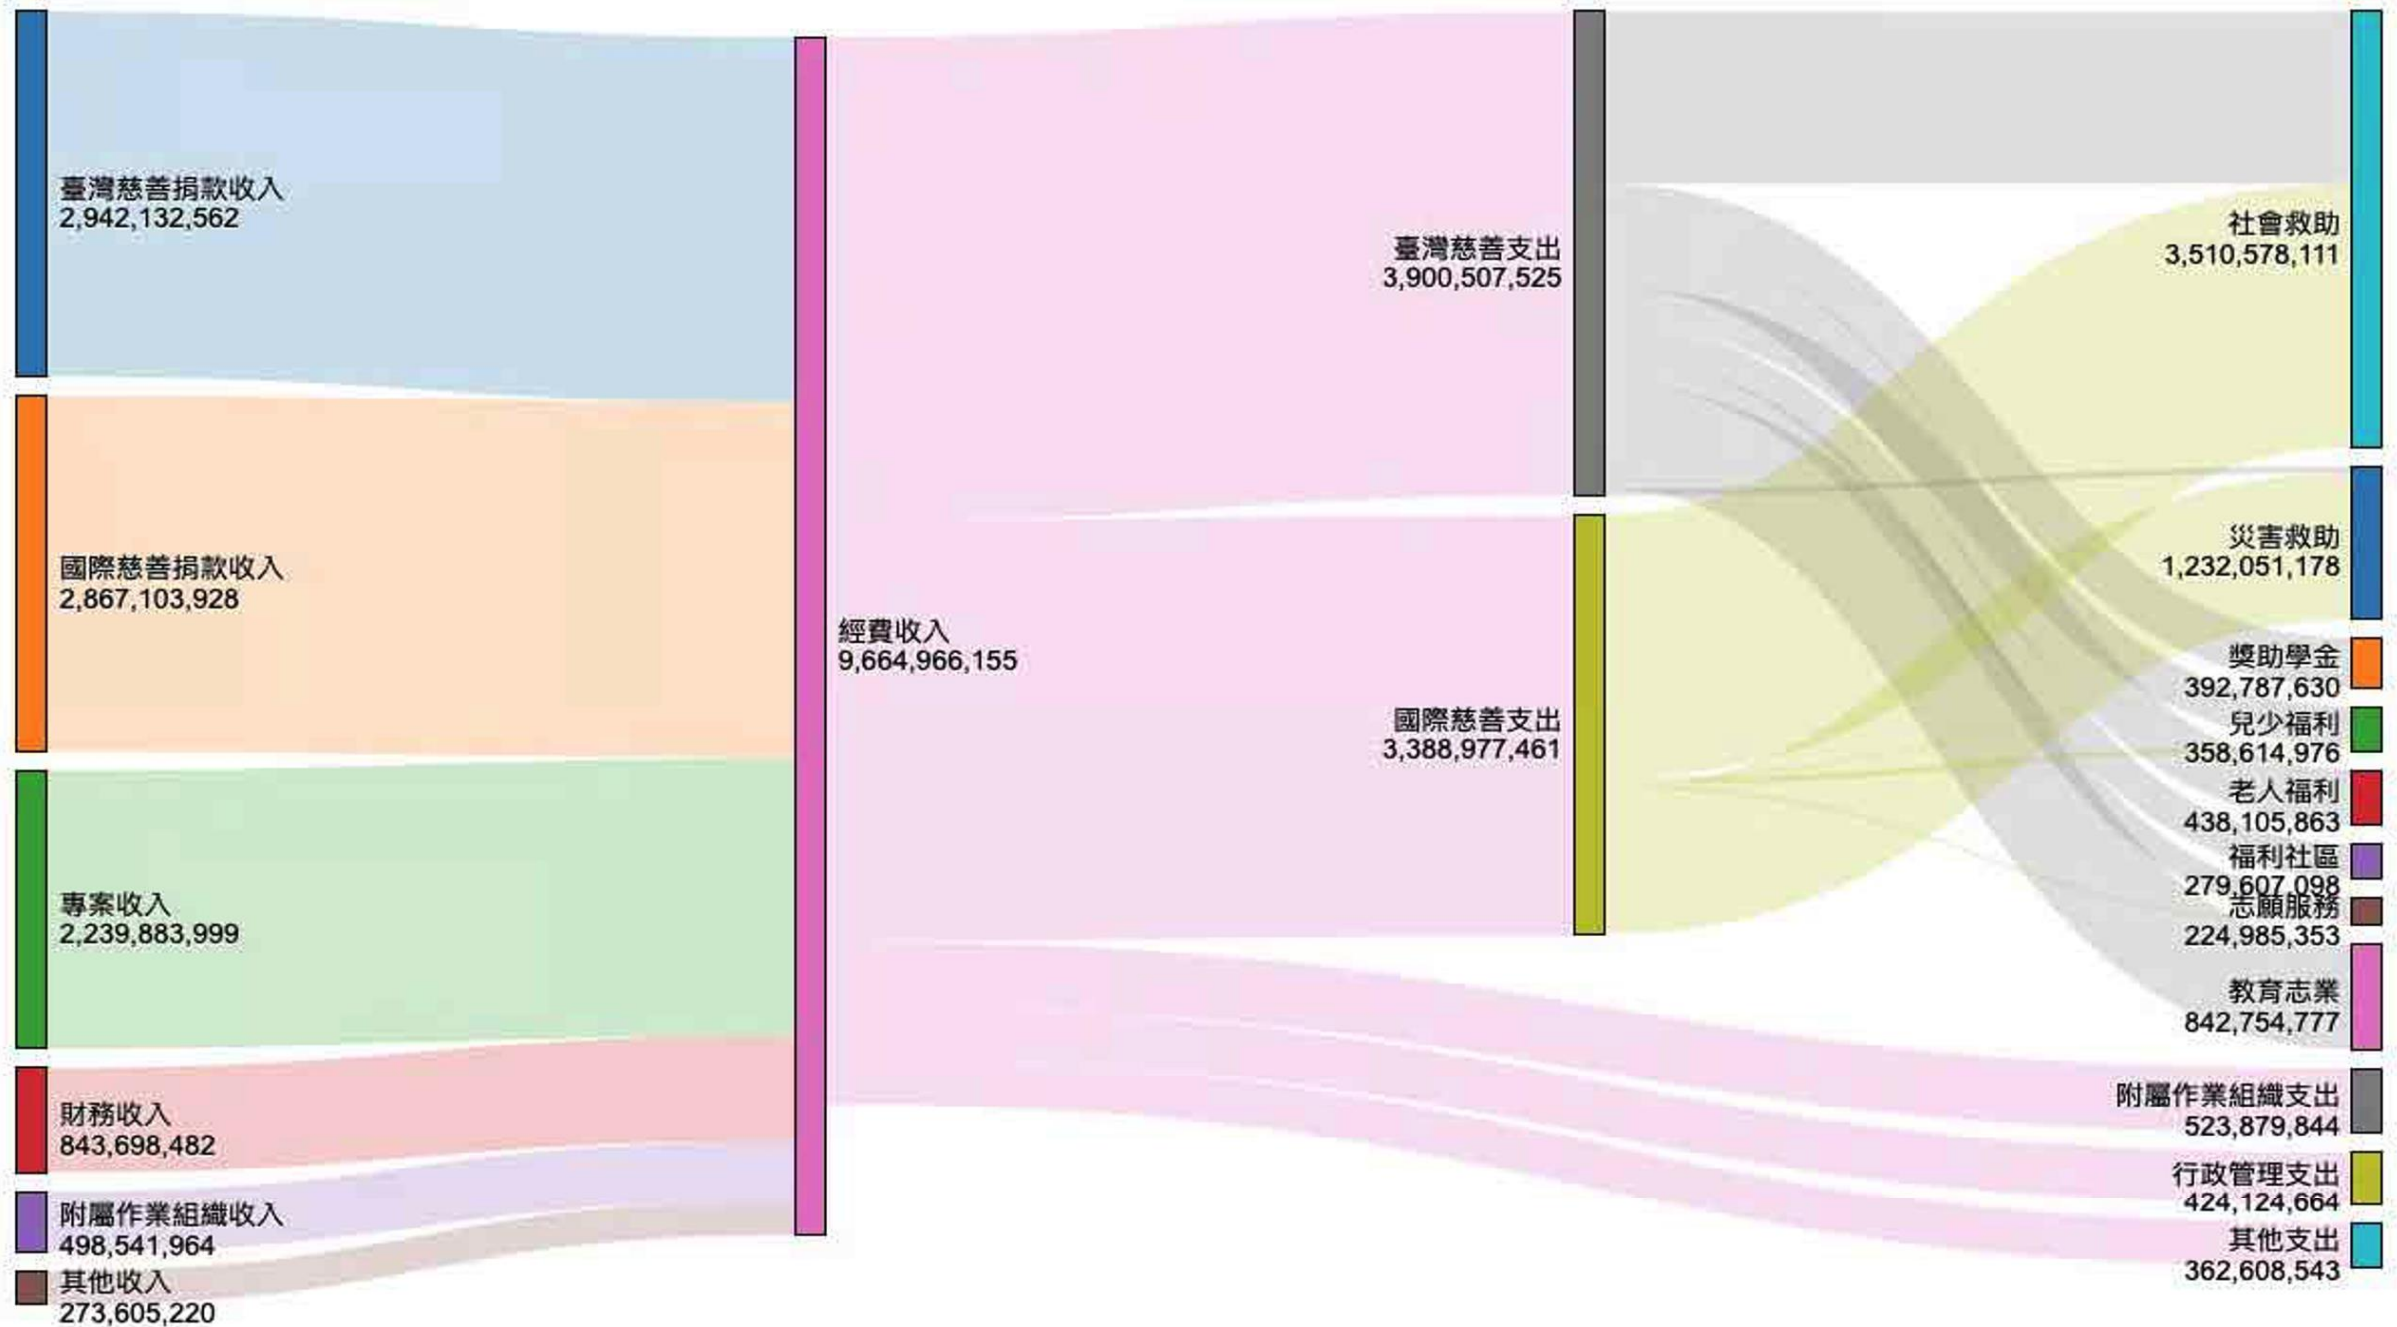 臺灣慈善捐款收入
2,942,132,562
國際慈善捐款收入
2,867,103,928
專案收入
2,239,883,999
財務收入
843,698,482
附屬作業組織收入
498,541,964
其他收入
273,605,220
經費收入
9,664,966,155
臺灣慈善支出
3,900,507,525
國際慈善支出
3,388,977,461
社會救助
3,510,578,111
災害救助
1,232,051,178
獎助學金
392,787,630
兒少福利
358,614,976
老人福利
438,105,863
福利社區
279,607,098
志願服務
224,985,353
教育志業
842,754,777
附屬作業組織支出
523,879,844
行政管理支出
424,124,664
其他支出
362,608,543